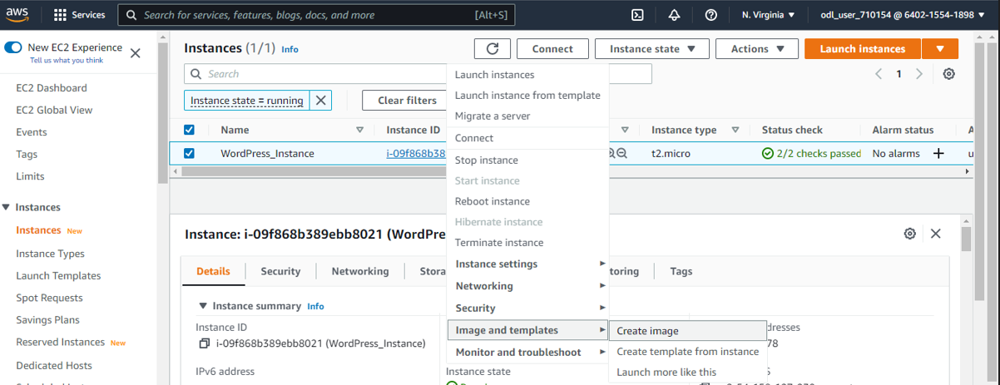 aws Services Search for services, features, blogs, docs, and more [Alt+S] N. Virginia odl_user_710154 @ 6402-1554-1898
New EC2 Experience
Tell us what you think
EC2 Dashboard
EC2 Global View
Events
Tags
Limits
Instances
Instances New
Instance Types
Launch Templates
Spot Requests
Savings Plans
Reserved Instances New
Dedicated Hosts
Instances (1/1) Info Connect Instance state Actions Launch instances
Search 1
Instance state = running Clear filters
Name Instance ID Instance type Status check Alarm status A
WordPress_Instance i-09f868b38 t2.micro 2/2 checks passed No alarms + u
Launch instances
Launch instance from template
Migrate a server
Connect
Stop instance
Start instance
Reboot instance
Hibernate instance
Terminate instance
Instance settings
Networking
Security
Image and templates
Monitor and troubleshoot
Create image
Create template from instance
Launch more like this
Instance: i-09f868b389ebb8021 (WordPre
Details Security Networking Stora toring Tags
Instance summary Info
Instance ID dresses
i-09f868b389ebb8021 (WordPress_Instance) 78
IPv6 address Instance state S